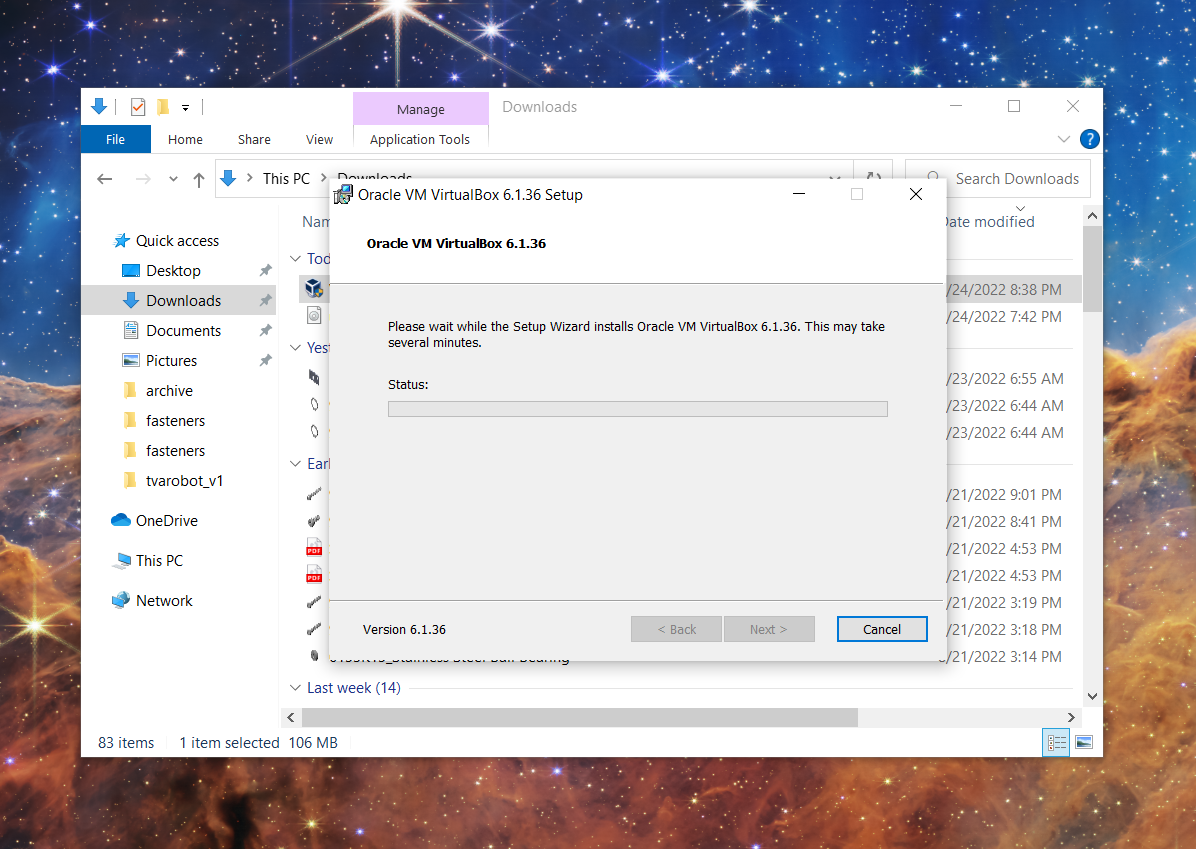 Manage
Downloads
File
Home
Share
View
Application Tools
?
This PC
Downloads
Search Downloads
Oracle VM VirtualBox 6.1.36 Setup
Oracle VM VirtualBox 6.1.36
Please wait while the Setup Wizard installs Oracle VM VirtualBox 6.1.36. This may take
several minutes.
Status:
Version 6.1.36
< Back
Next >
Cancel
Quick access
Desktop
Downloads
Documents
Pictures
archive
fasteners
fasteners
tvarobot_v1
OneDrive
This PC
Network
Nam
Date modified
Tod
/24/2022 8:38 PM
/24/2022 7:42 PM
Yest
/23/2022 6:55 AM
/23/2022 6:44 AM
/23/2022 6:44 AM
Earl
/21/2022 9:01 PM
/21/2022 8:41 PM
PDF
/21/2022 4:53 PM
PDF
/21/2022 4:53 PM
/21/2022 3:19 PM
/21/2022 3:18 PM
/21/2022 3:14 PM
Last week (14)
83 items
1 item selected 106 MB